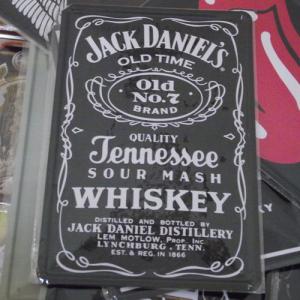 JACK DANIEL'S
OLD TIME
Old
No.7
BRAND
QUALITY
Tennessee
SOUR MASH
WHISKEY
DISTILLED AND BOTTLED BY
JACK DANIEL DISTILLERY
LEM MOTLOW, PROP. INC.
LYNCHBURG, TENN.
EST. & REG. IN 1866